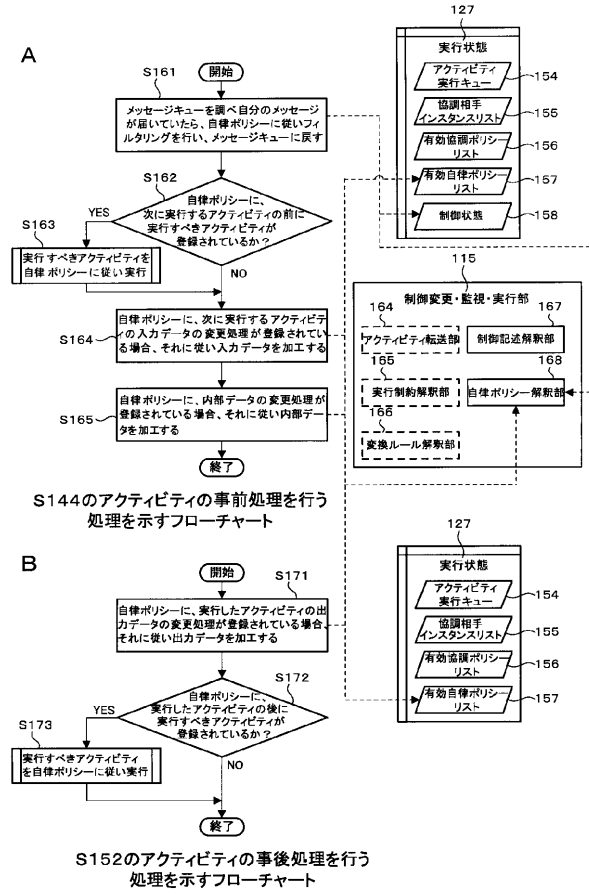 A
開始
S161
メッセージキューを調べ自分のメッセージ
が届いていたら、自律ポリシーに従いフィ
ルタリングを行い、メッセージキューに戻す
S162
自律ポリシーに、
次に実行するアクティビティの前に
実行すべきアクティビティが
登録されているか？
YES
NO
S163
実行すべきアクティビティを
自律ポリシーに従い実行
S164
自律ポリシーに、次に実行するアクティビティ
の入力データの変更処理が登録されてい
る場合、それに従い入力データを加工する
S165
自律ポリシーに、内部データの変更処理が
登録されている場合、それに従い内部デー
タを加工する
終了
S144のアクティビティの事前処理を行う
処理を示すフローチャート
127
実行状態
アクティビティ
実行キュー
154
協調相手
インスタンスリスト
155
有効協調ポリシー
リスト
156
有効自律ポリシー
リスト
157
制御状態
158
115
制御変更・監視・実行部
164
アクティビティ転送部
167
制御記述解釈部
165
実行制約解釈部
168
自律ポリシー解釈部
166
変換ルール解釈部
B
開始
S171
自律ポリシーに、実行したアクティビティの出
力データの変更処理が登録されている場合、
それに従い出力データを加工する
S172
自律ポリシーに、
実行したアクティビティの後に
実行すべきアクティビティが
登録されているか？
YES
NO
S173
実行すべきアクティビティ
を自律ポリシーに従い実行
終了
S152のアクティビティの事後処理を行う
処理を示すフローチャート
127
実行状態
アクティビティ
実行キュー
154
協調相手
インスタンスリスト
155
有効協調ポリシー
リスト
156
有効自律ポリシー
リスト
157